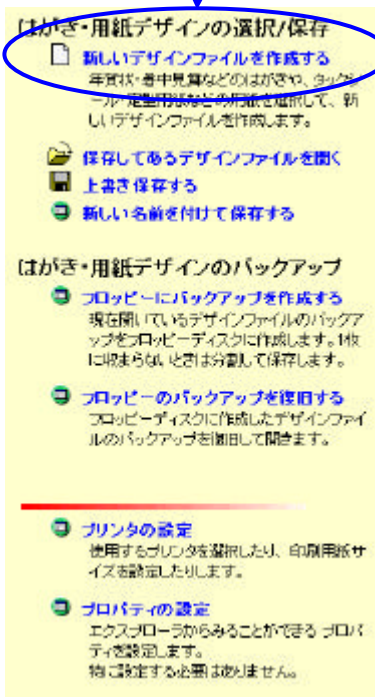 はがき・用紙デザインの選択/保存
新しいデザインファイルを作成する
年賀状・暑中見舞などのはがきや、タックシ
ール・定型用紙などの用紙を選択して、新
しいデザインファイルを作成します。
保存してあるデザインファイルを開く
上書き保存する
新しい名前を付けて保存する
はがき・用紙デザインのバックアップ
フロッピーにバックアップを作成する
現在開いているデザインファイルのバックア
ップをフロッピーディスクに作成します。1枚
に収まらないときは分割して保存します。
フロッピーのバックアップを復旧する
フロッピーディスクに作成したデザインファイ
ルのバックアップを復旧して開きます。
プリンタの設定
使用するプリンタを選択したり、印刷用紙サ
イズを設定したりします。
プロパティの設定
エクスプローラからみることができる プロパ
ティを設定します。
特に設定する必要はありません。